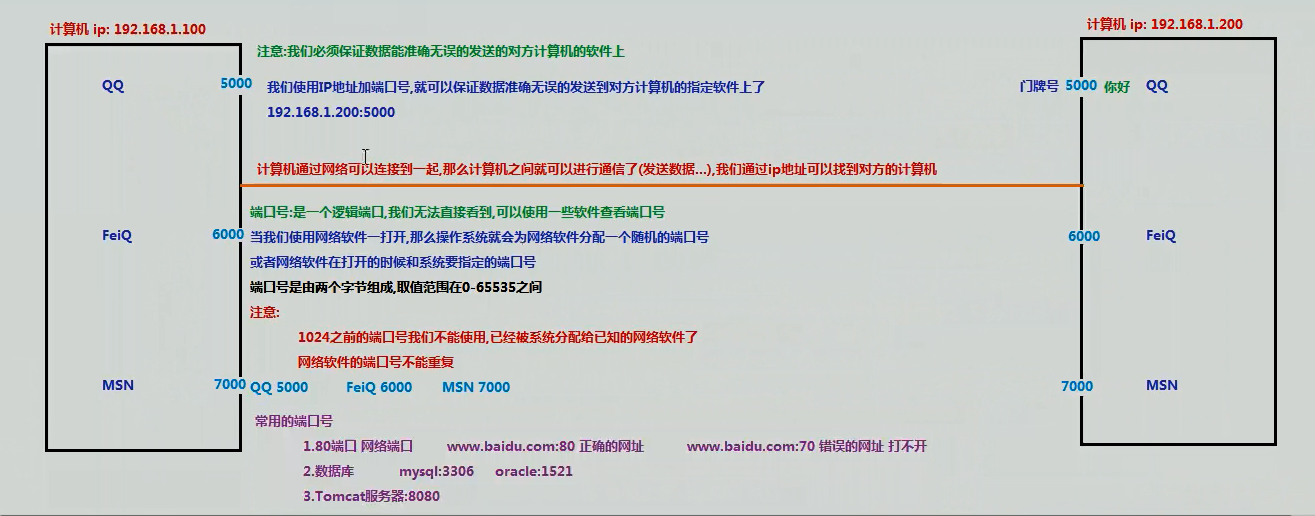 计算机 ip: 192.168.1.100
计算机 ip: 192.168.1.200
注意:我们必须保证数据能准确无误的发送的对方计算机的软件上
QQ 5000 我们使用IP地址加端口号,就可以保证数据准确无误的发送到对方计算机的指定软件上了 门牌号 5000 你好 QQ
192.168.1.200:5000
计算机通过网络可以连接到一起,那么计算机之间就可以进行通信了(发送数据...),我们通过ip地址可以找到对方的计算机
端口号:是一个逻辑端口,我们无法直接看到,可以使用一些软件查看端口号
FeiQ 6000 当我们使用网络软件一打开,那么操作系统就会为网络软件分配一个随机的端口号 6000 FeiQ
或者网络软件在打开的时候和系统要指定的端口号
端口号是由两个字节组成,取值范围在0-65535之间
注意:
1024之前的端口号我们不能使用,已经被系统分配给已知的网络软件了
网络软件的端口号不能重复
MSN 7000 QQ 5000 FeiQ 6000 MSN 7000 7000 MSN
常用的端口号
1.80端口 网络端口 www.baidu.com:80 正确的网址 www.baidu.com:70 错误的网址 打不开
2.数据库 mysql:3306 oracle:1521
3.Tomcat服务器:8080